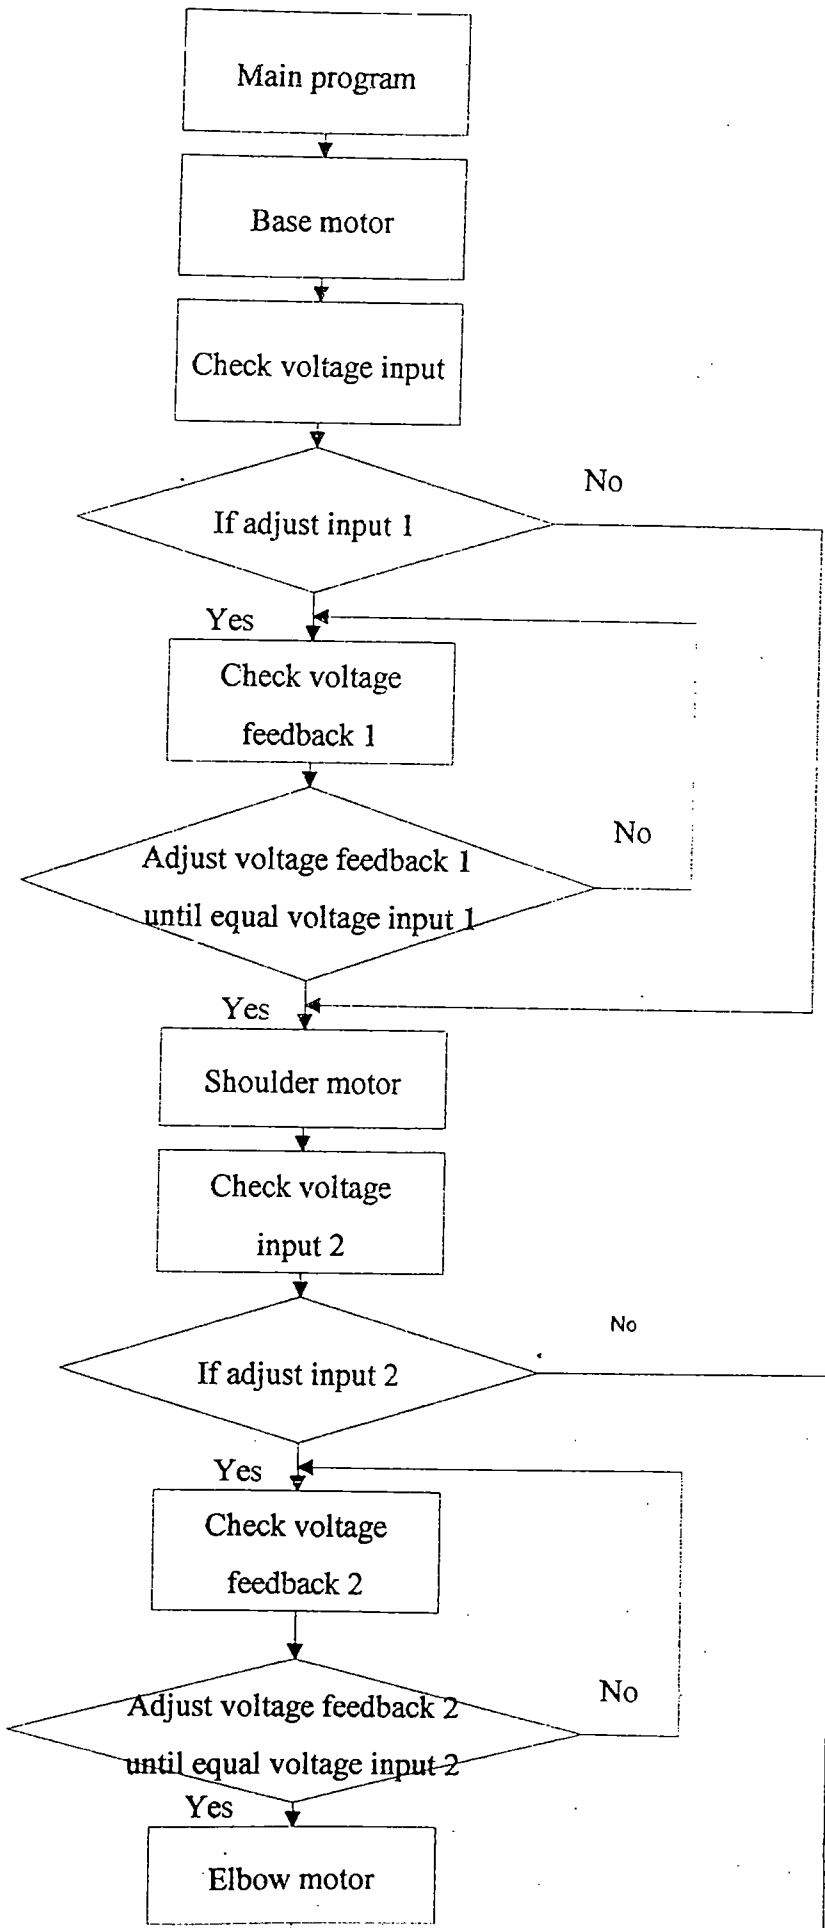 Main program
Base motor
Check voltage input
No
If adjust input 1
Yes
Check voltage
feedback 1
No
Adjust voltage feedback 1
until equal voltage input 1
Yes
Shoulder motor
Check voltage
input 2
No
If adjust input 2
Yes
Check voltage
feedback 2
No
Adjust voltage feedback 2
until equal voltage input 2
Yes
Elbow motor